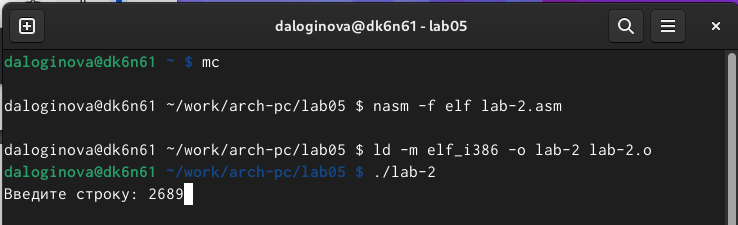 daloginova@dk6n61 - lab05
daloginova@dk6n61 ~ $ mc
daloginova@dk6n61 ~/work/arch-pc/lab05 $ nasm -f elf lab-2.asm
daloginova@dk6n61 ~/work/arch-pc/lab05 $ ld -m elf_i386 -o lab-2 lab-2.o
daloginova@dk6n61 ~/work/arch-pc/lab05 $ ./lab-2
Введите строку: 2689